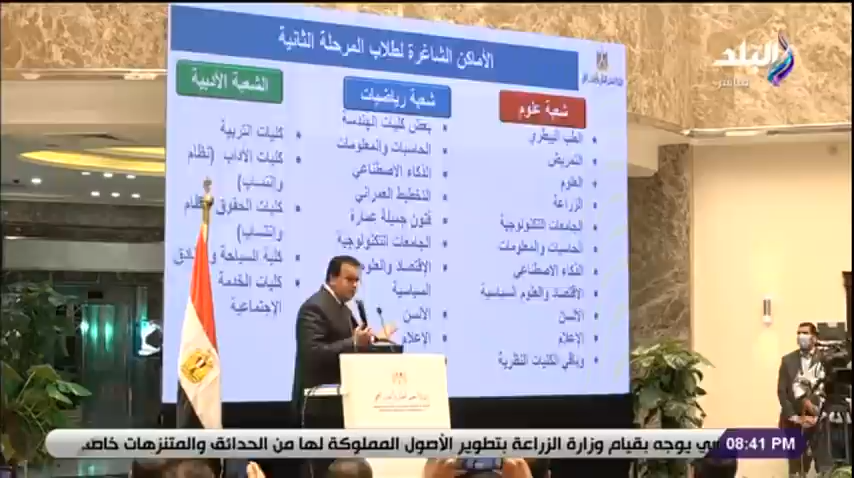 البلد
مباشر
الأماكن الشاغرة لطلاب المرحلة الثانية
شعبة علوم
الطب البيطري
التمريض
العلوم
الزراعة
الجامعات التكنولوجية
الحاسبات والمعلومات
الذكاء الاصطناعي
الاقتصاد والعلوم السياسية
الألسن
الإعلام
وباقي الكليات النظرية
شعبة رياضيات
بعض كليات الهندسة
الحاسبات والمعلومات
الذكاء الاصطناعي
التخطيط العمراني
فنون جميلة عمارة
الجامعات التكنولوجية
الاقتصاد والعلوم
السياسية
الألسن
الإعلام
الشعبة الأدبية
كليات التربية
كليات الآداب (نظام
وانتساب)
كليات الحقوق
وانتساب)
كلية السياحة
كليات الخدمة
الإجتماعية
يوجه بقيام وزارة الزراعة بتطوير الأصول المملوكة لها من الحدائق والمتنزهات
08:41 PM